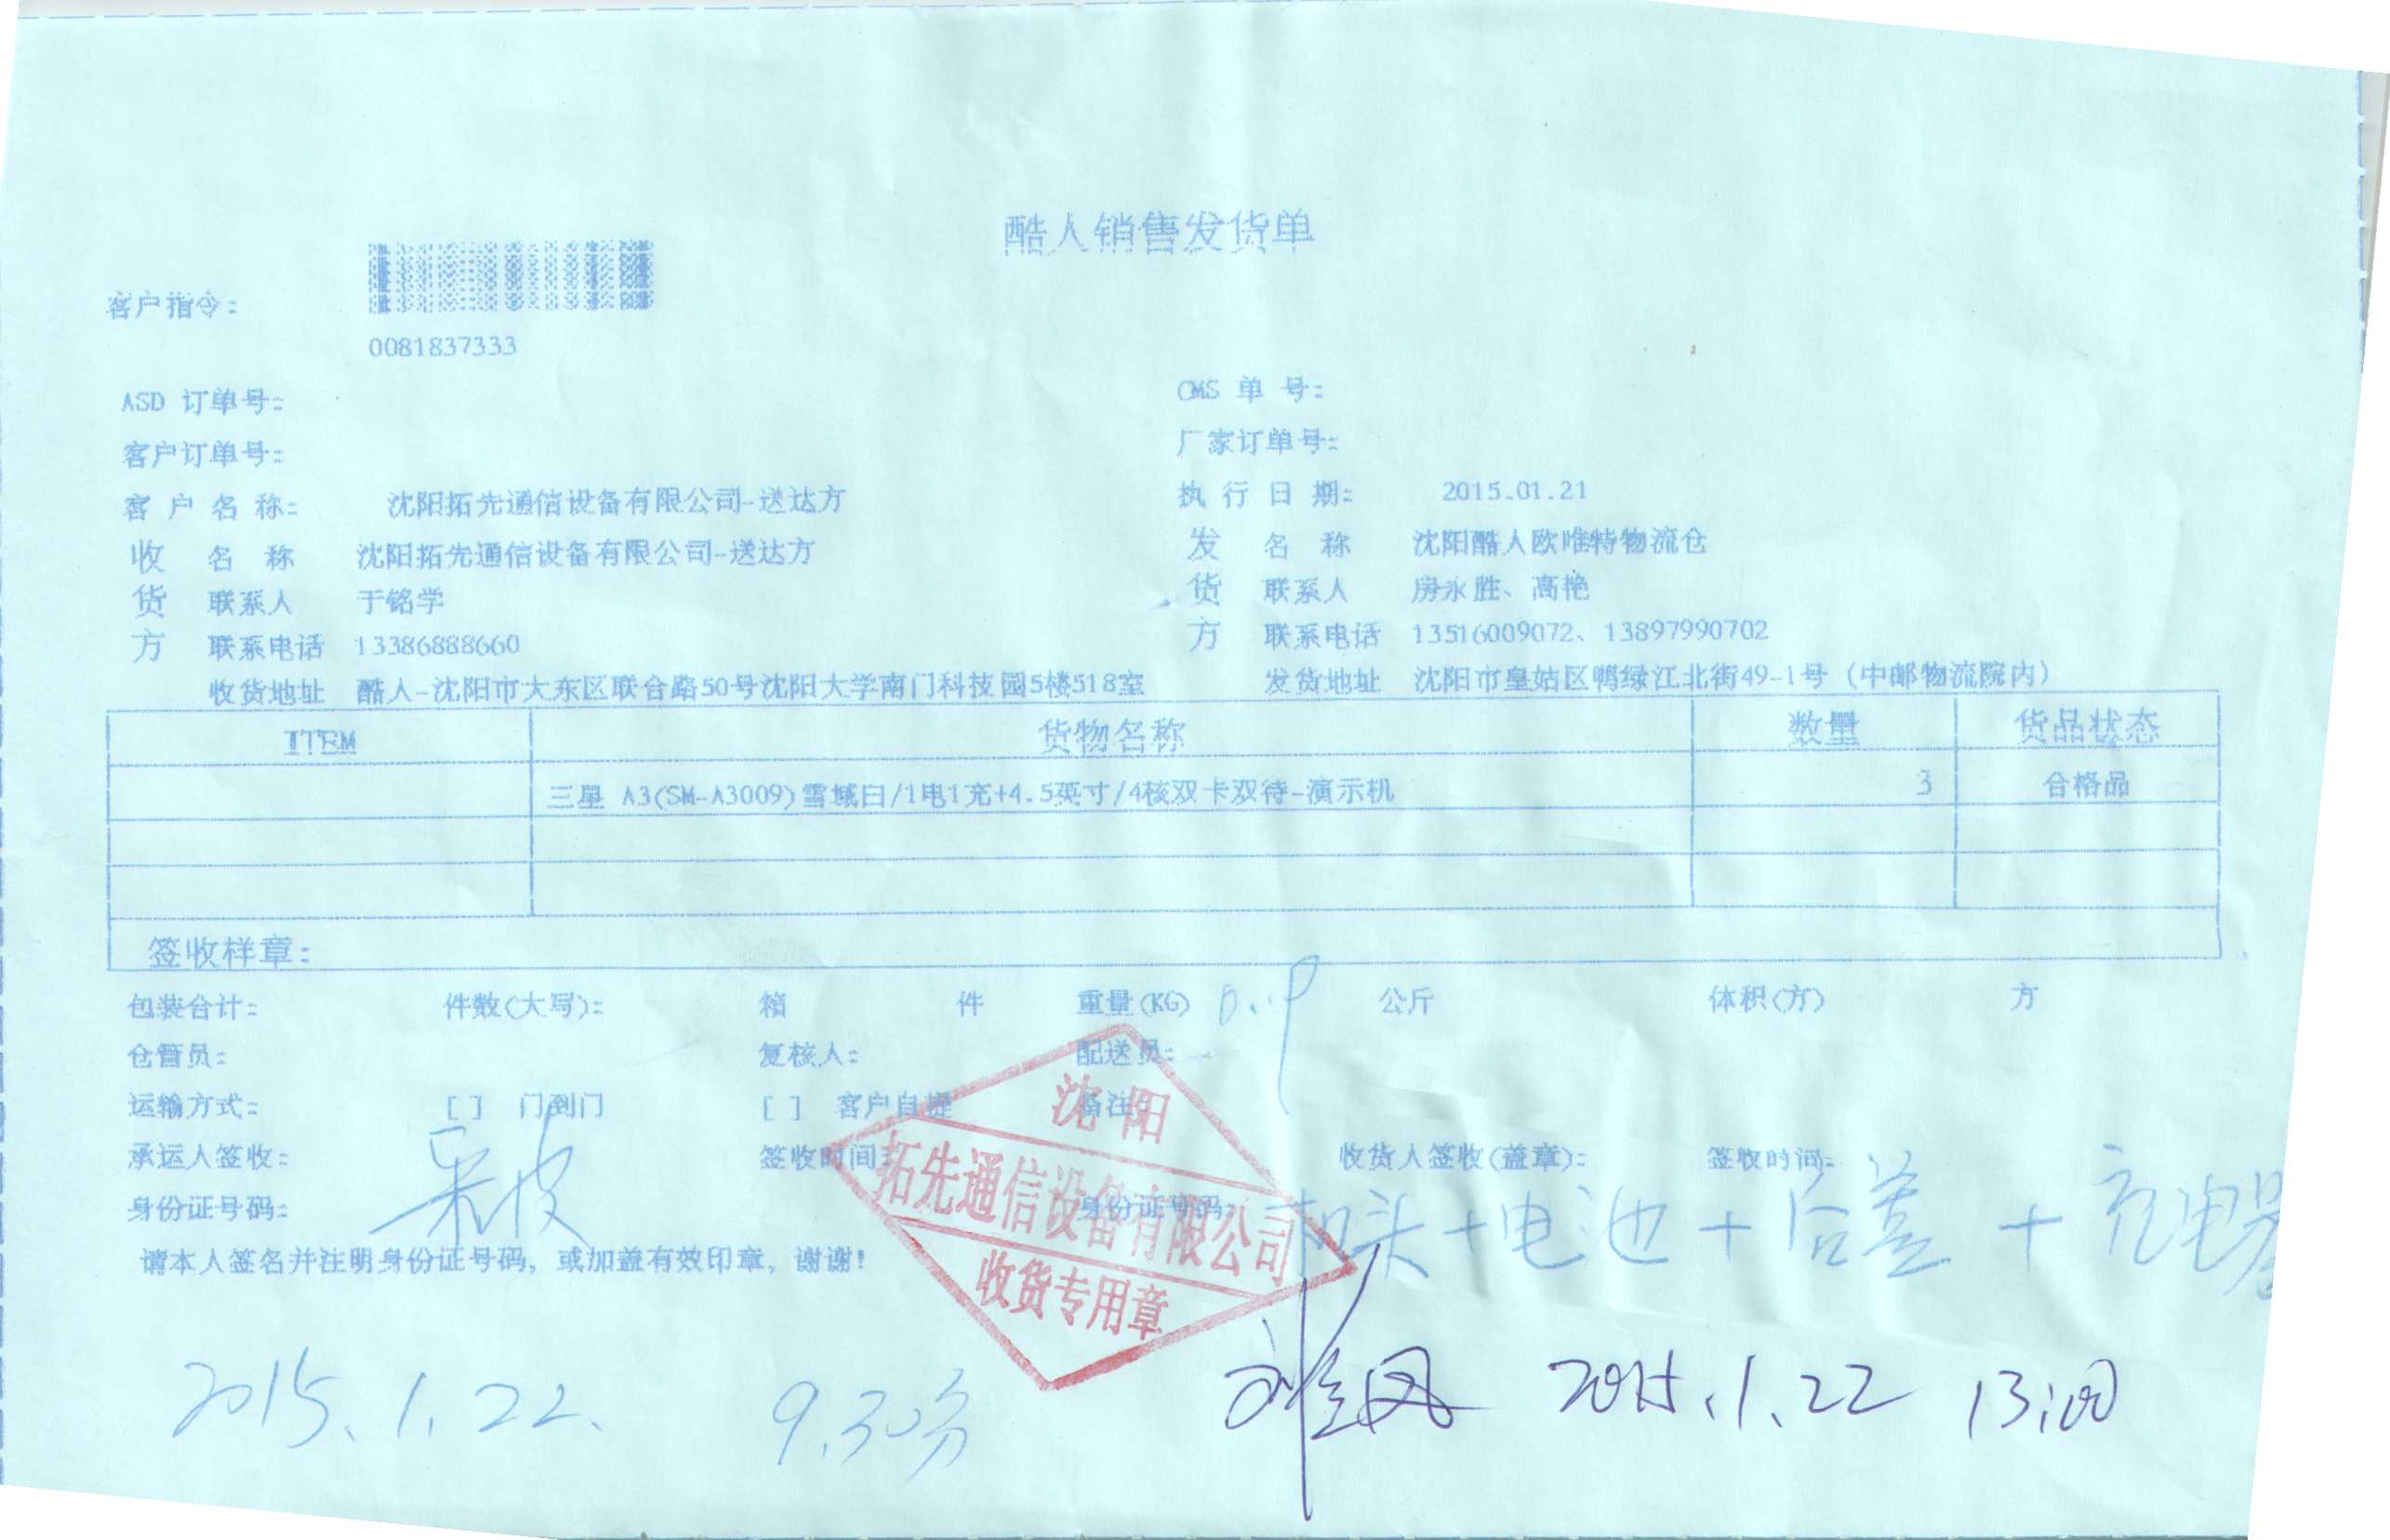 酷人销售发货单
客户指令：
0081837333
ASD 订单号： CMS 单 号：
客户订单号： 厂家订单号：
客 户 名 称： 沈阳拓先通信设备有限公司-送达方 执 行 日 期： 2015.01.21
收 名 称 沈阳拓先通信设备有限公司-送达方 发 名 称 沈阳酷人欧唯特物流仓
货 联系人 于铭学 货 联系人 房永胜、高艳
方 联系电话 13386888660 方 联系电话 13516009072、13897990702
收货地址 酷人-沈阳市大东区联合路50号沈阳大学南门科技园5楼518室 发货地址 沈阳市皇姑区鸭绿江北街49-1号（中邮物流院内）
ITEM 货物名称 数量 货品状态
三星 A3(SM-A3009)雪域白/1电1充+4.5英寸/4核双卡双待-演示机 3 合格品
签收样章：
包装合计： 件数(大写)： 箱 件 重量(KG) 0.9 公斤 体积(方) 方
仓管员： 复核人： 配送员：
运输方式： [ ] 门到门 [ ] 客户自提 备注：
承运人签收： 签收时间： 收货人签收(盖章)： 签收时间：
身份证号码： 身份证号码： 机头+电池+后盖+充电器
请本人签名并注明身份证号码，或加盖有效印章，谢谢！
沈阳
拓先通信设备有限公司
收货专用章
2015.1.22. 9.30分 2015.1.22 13:00